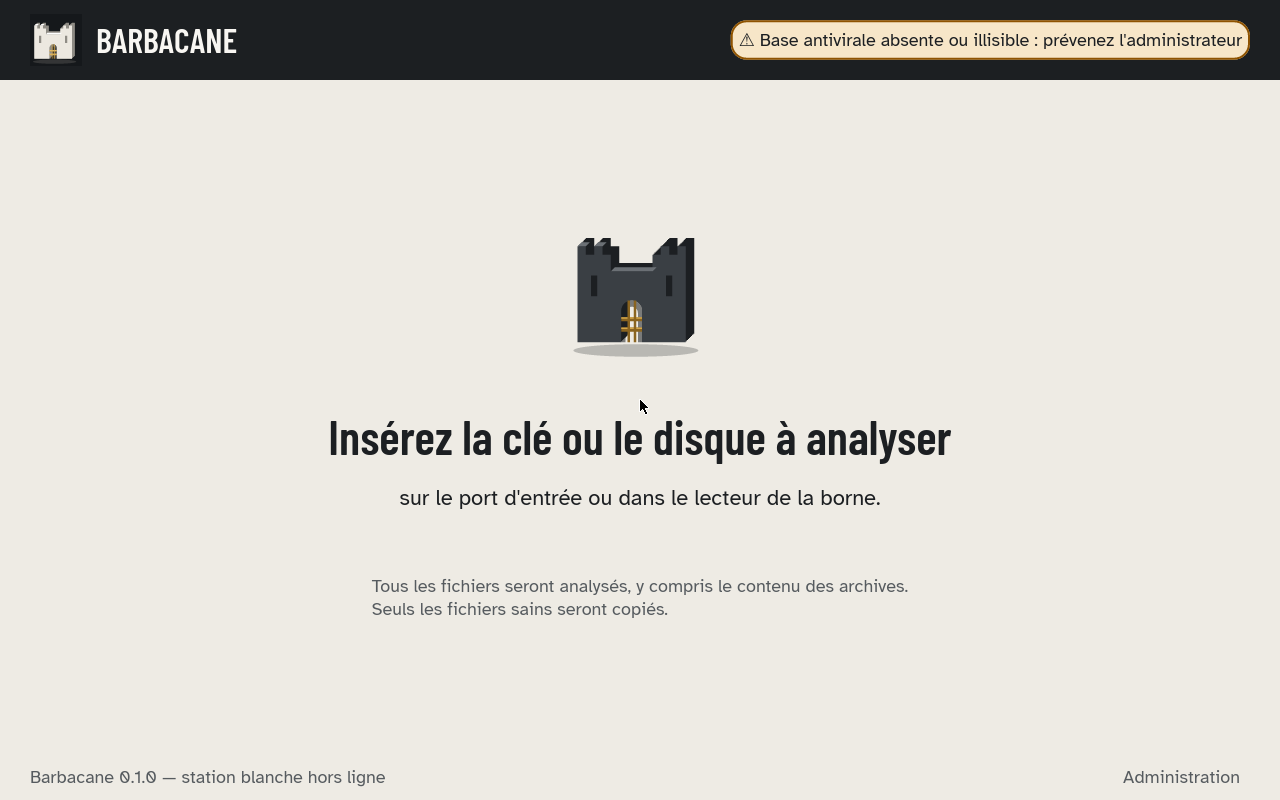 BARBACANE
⚠ Base antivirale absente ou illisible : prévenez l'administrateur
Insérez la clé ou le disque à analyser
sur le port d'entrée ou dans le lecteur de la borne.
Tous les fichiers seront analysés, y compris le contenu des archives.
Seuls les fichiers sains seront copiés.
Barbacane 0.1.0 — station blanche hors ligne
Administration